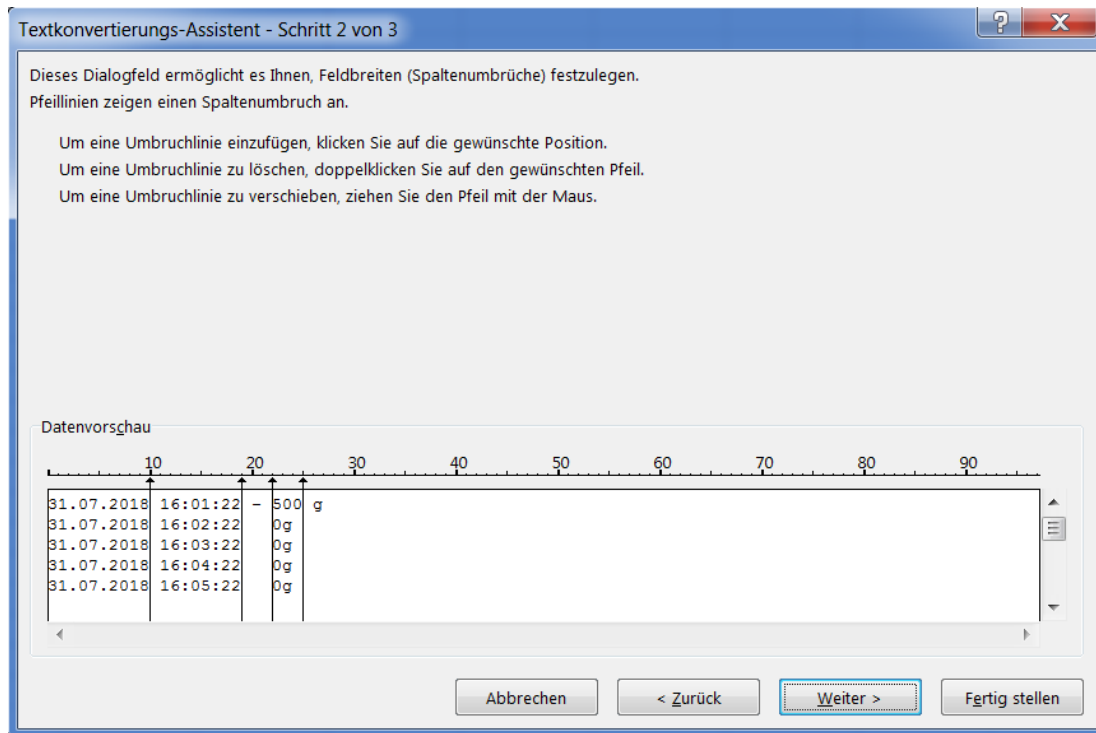 Textkonvertierungs-Assistent - Schritt 2 von 3
Dieses Dialogfeld ermöglicht es Ihnen, Feldbreiten (Spaltenumbrüche) festzulegen.
Pfeillinien zeigen einen Spaltenumbruch an.
Um eine Umbruchlinie einzufügen, klicken Sie auf die gewünschte Position.
Um eine Umbruchlinie zu löschen, doppelklicken Sie auf den gewünschten Pfeil.
Um eine Umbruchlinie zu verschieben, ziehen Sie den Pfeil mit der Maus.
Datenvorschau
10 20 30 40 50 60 70 80 90
31.07.2018 16:01:22 - 500 g
31.07.2018 16:02:22 0g
31.07.2018 16:03:22 0g
31.07.2018 16:04:22 0g
31.07.2018 16:05:22 0g
Abbrechen < Zurück Weiter > Fertig stellen